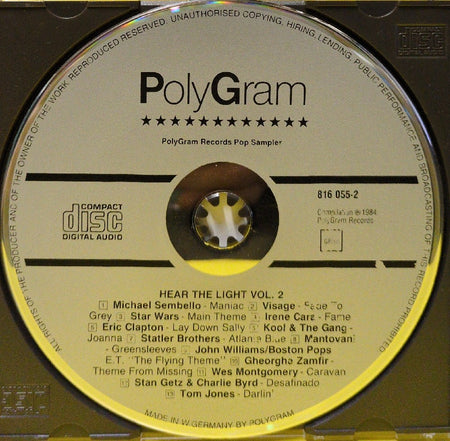 ALL RIGHTS OF THE PRODUCER AND OF THE OWNER OF THE WORK REPRODUCED RESERVED. UNAUTHORISED COPYING, HIRING, LENDING, PUBLIC PERFORMANCE AND BROADCASTING OF THIS RECORD PROHIBITED
PolyGram
★★★★★★★★★★★★
PolyGram Records Pop Sampler
816 055-2
COMPACT
disc
DIGITAL AUDIO
Compilation ℗ 1984
PolyGram Records
HEAR THE LIGHT VOL. 2
1 Michael Sembello - Maniac 2 Visage - Fade To
Grey 3 Star Wars - Main Theme 4 Irene Cara - Fame
5 Eric Clapton - Lay Down Sally 6 Kool & The Gang -
Joanna 7 Statler Brothers - Atlanta Blue 8 Mantovani
- Greensleeves 9 John Williams/Boston Pops
E.T. "The Flying Theme" 10 Gheorghe Zamfir -
Theme From Missing 11 Wes Montgomery - Caravan
12 Stan Getz & Charlie Byrd - Desafinado
13 Tom Jones - Darlin'
MADE IN W.GERMANY BY POLYGRAM